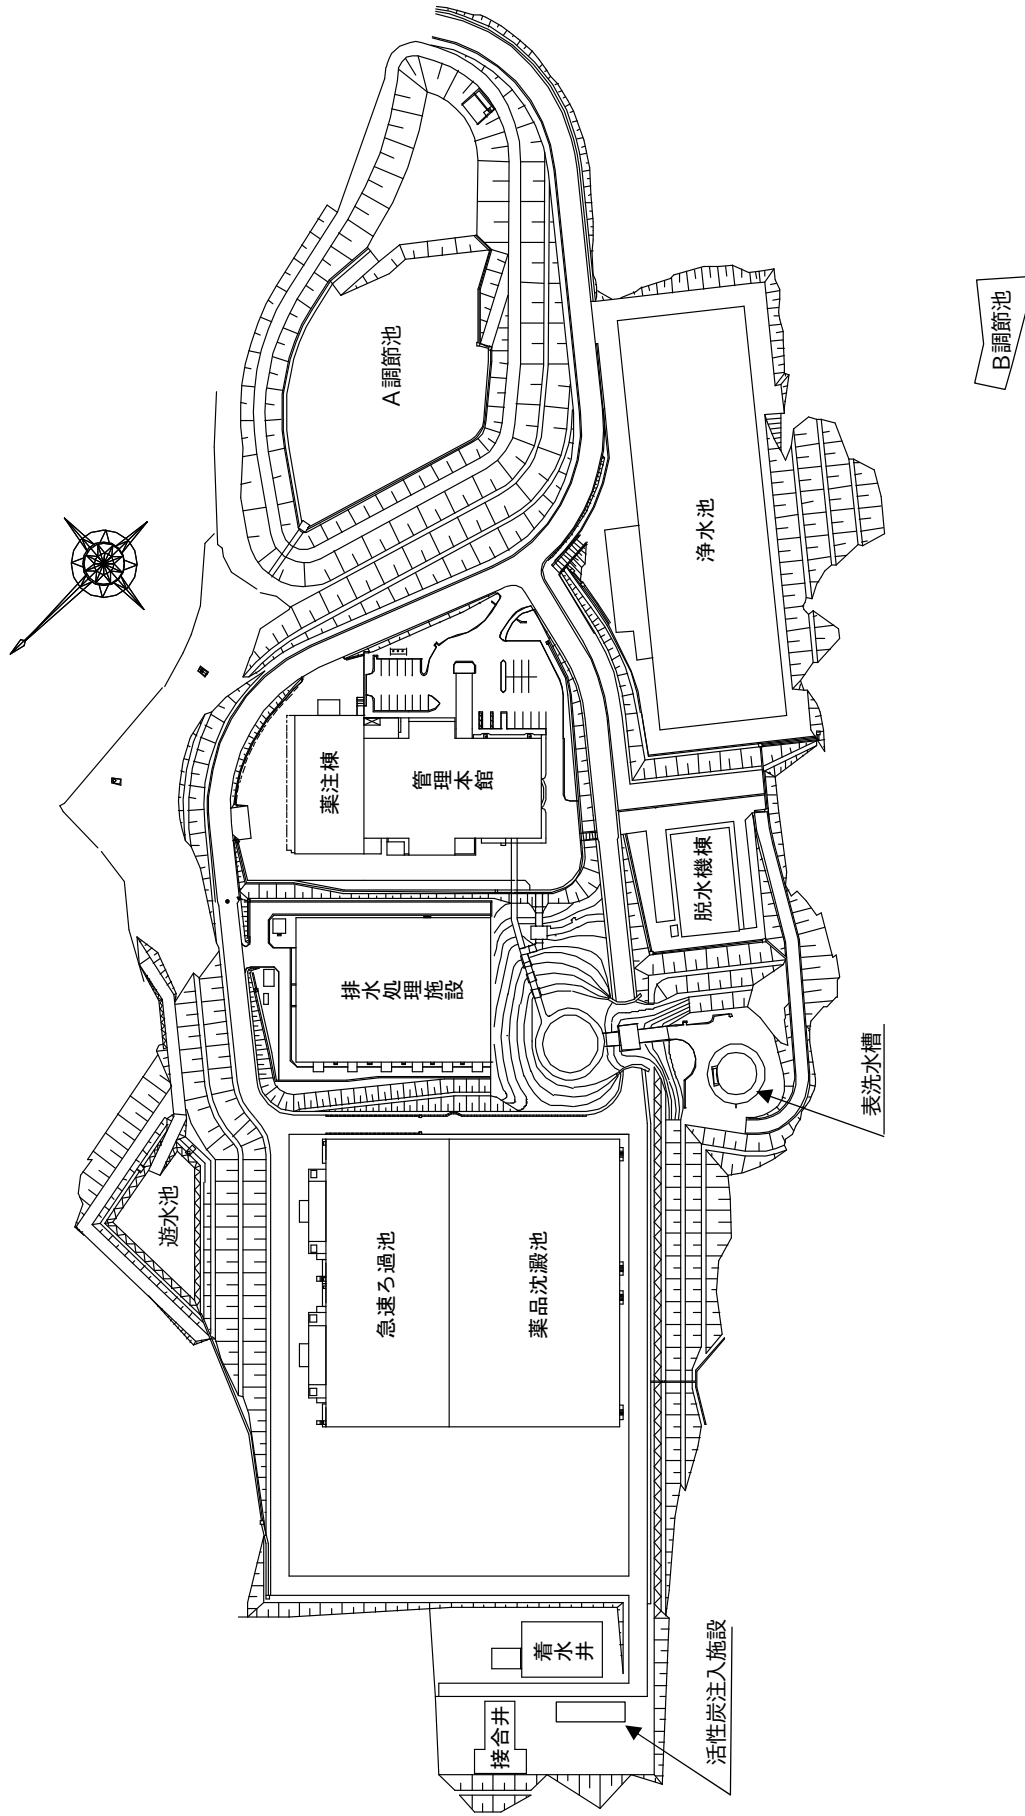 A調節池
B調節池
浄水池
薬注棟
管理本館
脱水機棟
排水処理施設
表洗水槽
遊水池
急速ろ過池
薬品沈澱池
着水井
接合井
活性炭注入施設